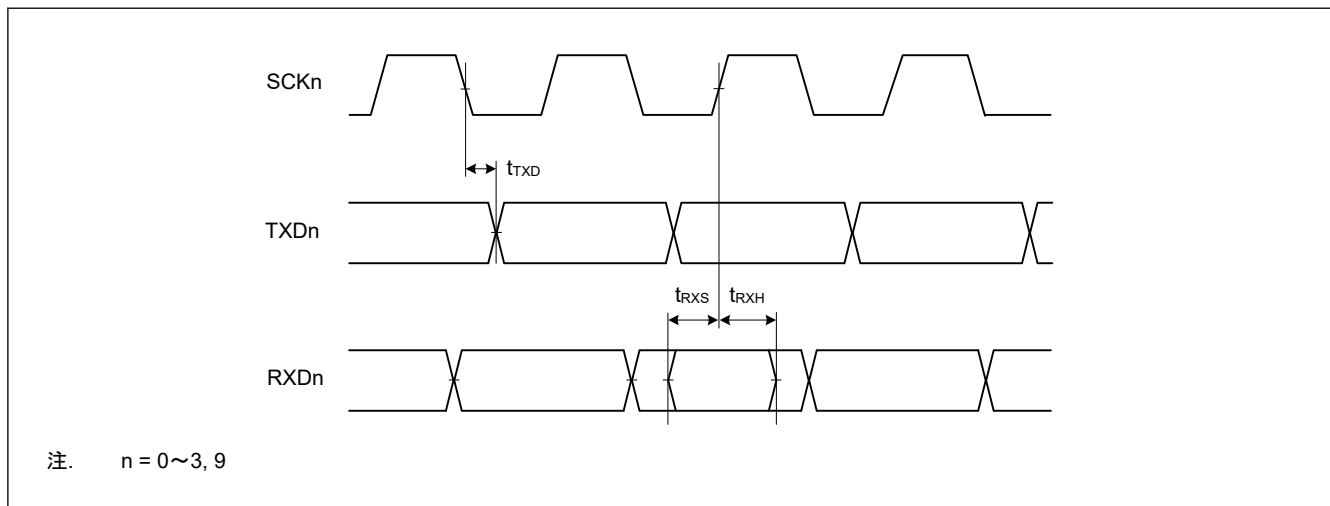 SCKn
tTXD
TXDn
tRXS tRXH
RXDn
注. n = 0～3, 9